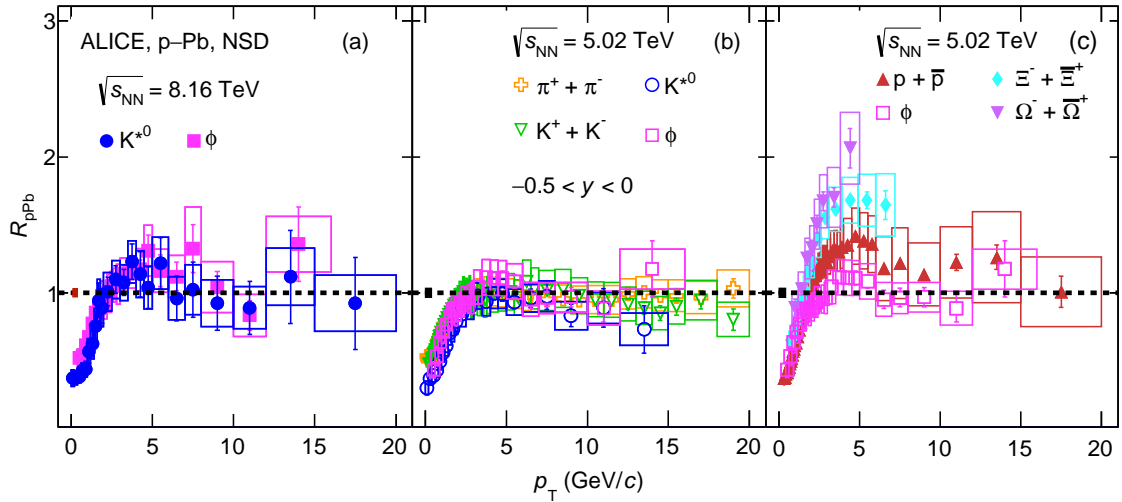 ALICE, p–Pb, NSD
(a)
√sNN = 8.16 TeV
K*0
ϕ
√sNN = 5.02 TeV
(b)
π+ + π-
K*0
K+ + K-
ϕ
−0.5 < y < 0
√sNN = 5.02 TeV
(c)
p + p̅
Ξ- + Ξ̅+
ϕ
Ω- + Ω̅+
RpPb
3
2
1
0 5 10 15 20
0 5 10 15 20
0 5 10 15 20
pT (GeV/c)